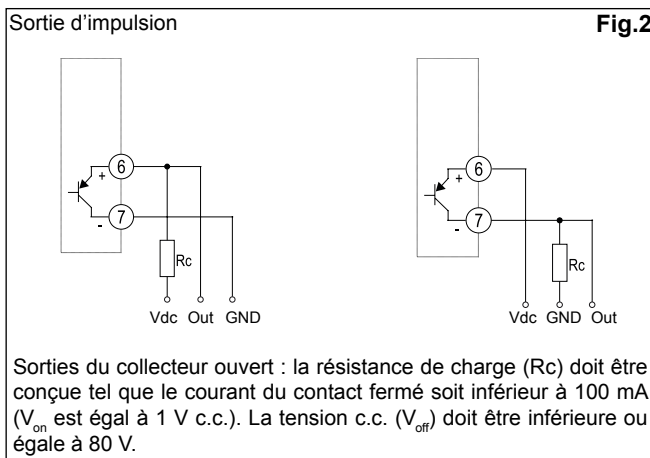 Sortie d'impulsion Fig.2
6
+
7
-
Rc
Vdc Out GND
6
+
7
-
Rc
Vdc GND Out
Sorties du collecteur ouvert : la résistance de charge (Rc) doit être
conçue tel que le courant du contact fermé soit inférieur à 100 mA
(Von est égal à 1 V c.c.). La tension c.c. (Voff) doit être inférieure ou
égale à 80 V.